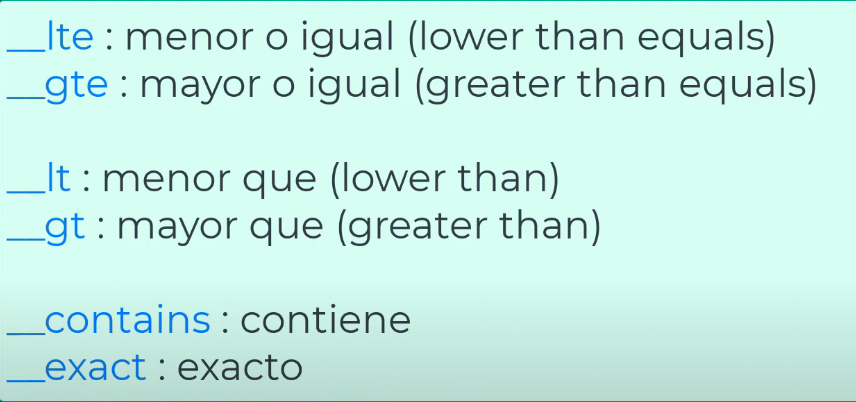 __lte : menor o igual (lower than equals)
__gte : mayor o igual (greater than equals)
__lt : menor que (lower than)
__gt : mayor que (greater than)
__contains : contiene
__exact : exacto